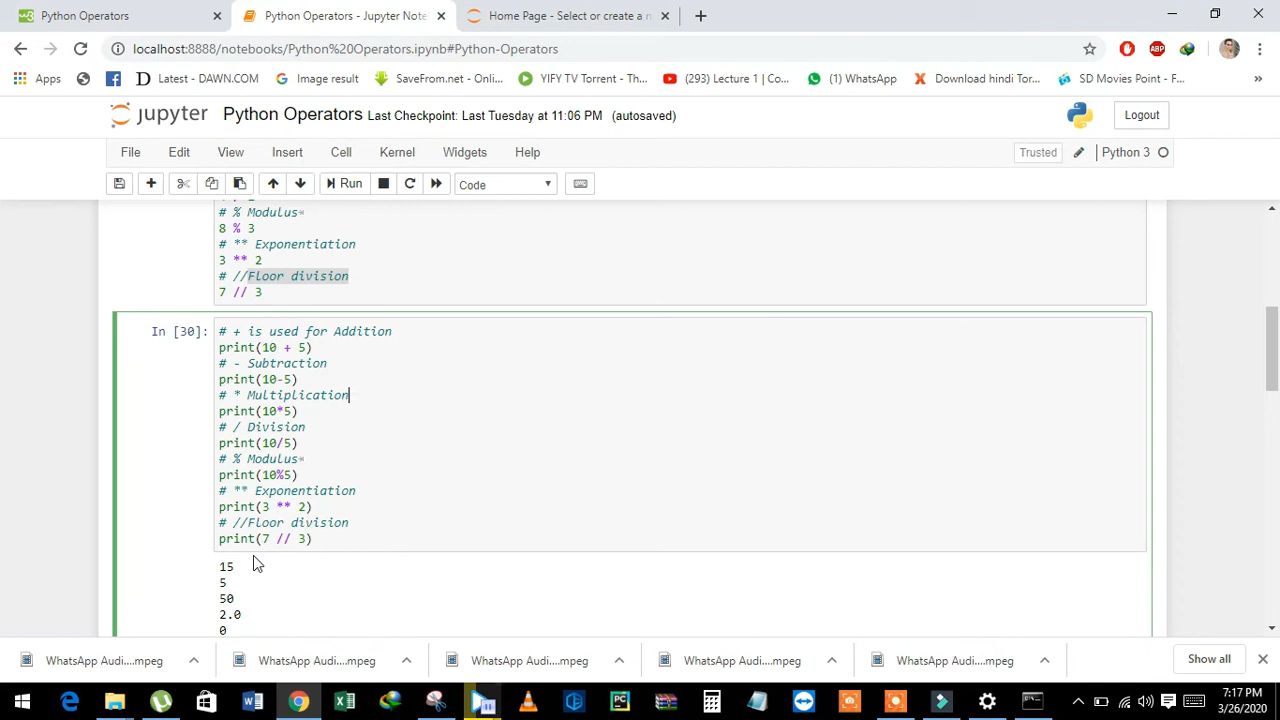 Python Operators
Python Operators - Jupyter Not
Home Page - Select or create a n
localhost:8888/notebooks/Python%20Operators.ipynb#Python-Operators
ABP
Apps
Latest - DAWN.COM
Image result
SaveFrom.net - Onl...
YIFY TV Torrent - Th...
(293) Lecture 1 | Co...
(1) WhatsApp
Download hindi Tor...
SD Movies Point - F...
jupyter Python Operators Last Checkpoint: Last Tuesday at 11:06 PM (autosaved)
Logout
File Edit View Insert Cell Kernel Widgets Help
Trusted
Python 3
Run
Code
# % Modulus
8 % 3
# ** Exponentiation
3 ** 2
# //Floor division
7 // 3
In [30]:
# + is used for Addition
print(10 + 5)
# - Subtraction
print(10-5)
# * Multiplication
print(10*5)
# / Division
print(10/5)
# % Modulus
print(10%5)
# ** Exponentiation
print(3 ** 2)
# //Floor division
print(7 // 3)
15
5
50
2.0
0
WhatsApp Audi....mpeg
WhatsApp Audi....mpeg
WhatsApp Audi....mpeg
WhatsApp Audi....mpeg
WhatsApp Audi....mpeg
Show all
7:17 PM
3/26/2020